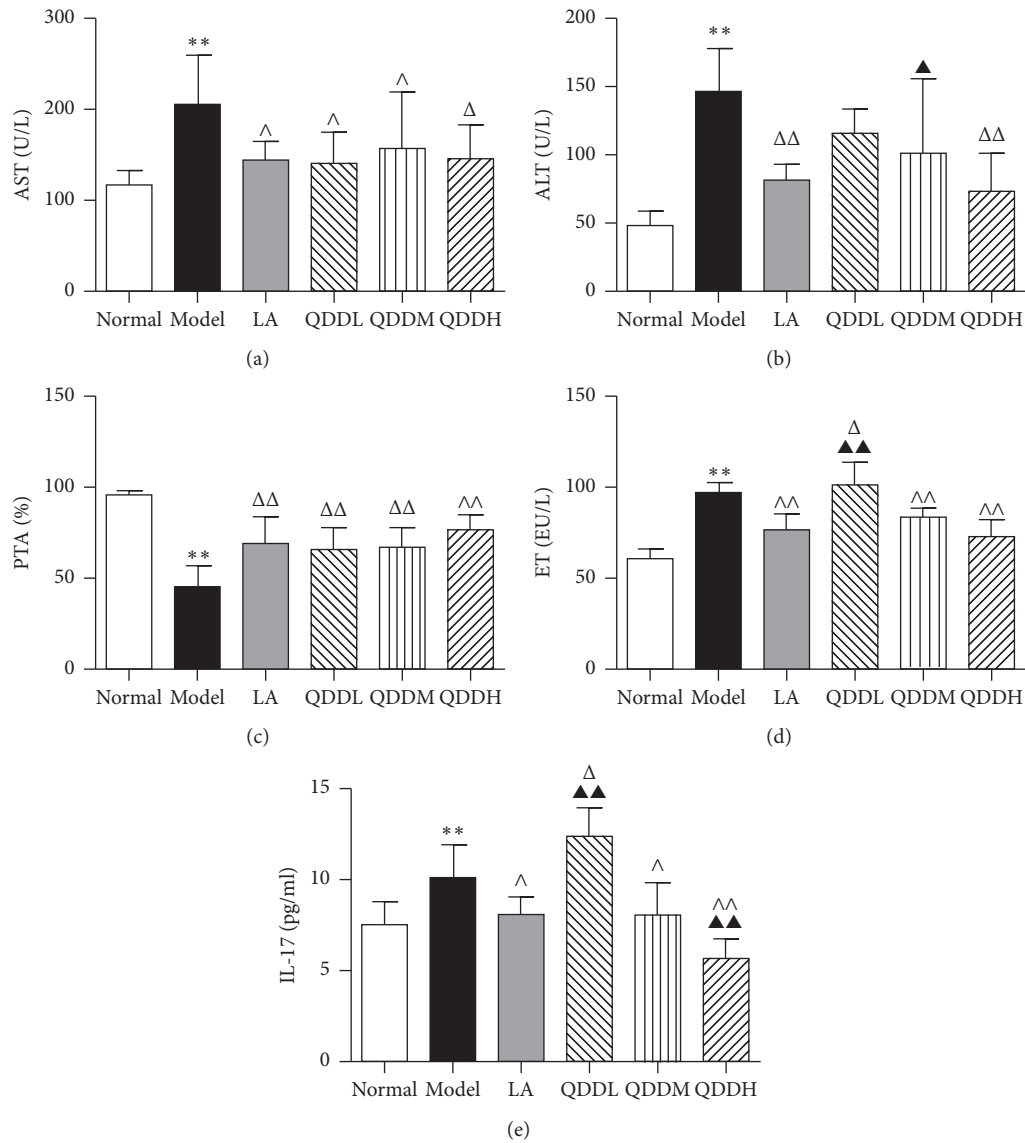 300
200
100
0
AST (U/L)
**
^
^
^
Δ
Normal Model LA QDDL QDDM QDDH
(a)
200
150
100
50
0
ALT (U/L)
**
ΔΔ
▲
ΔΔ
Normal Model LA QDDL QDDM QDDH
(b)
150
100
50
0
PTA (%)
**
ΔΔ
ΔΔ
ΔΔ
^^
Normal Model LA QDDL QDDM QDDH
(c)
150
100
50
0
ET (EU/L)
**
^^
Δ
▲▲
^^
^^
Normal Model LA QDDL QDDM QDDH
(d)
15
10
5
0
IL-17 (pg/ml)
**
^
Δ
▲▲
^
^^
▲▲
Normal Model LA QDDL QDDM QDDH
(e)